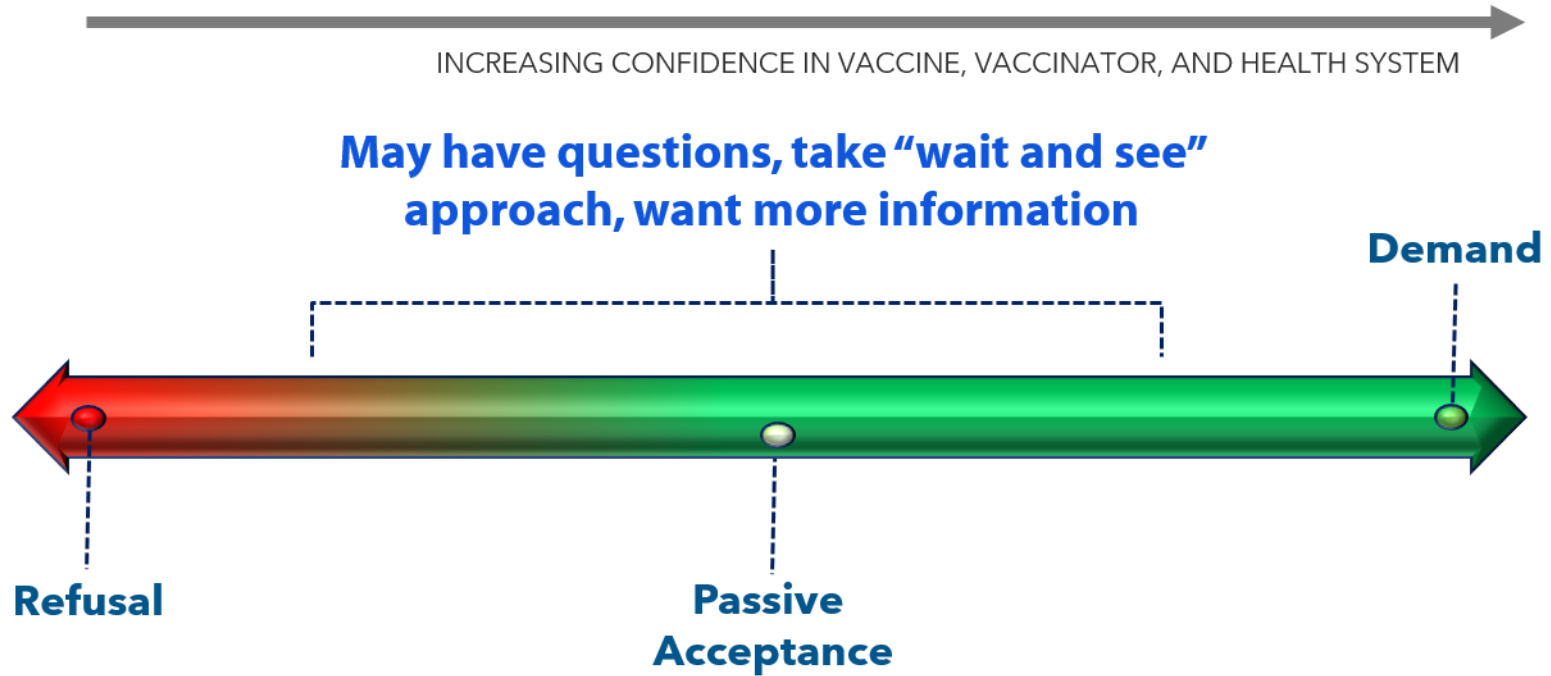 INCREASING CONFIDENCE IN VACCINE, VACCINATOR, AND HEALTH SYSTEM
May have questions, take “wait and see”
approach, want more information
Demand
Refusal
Passive
Acceptance